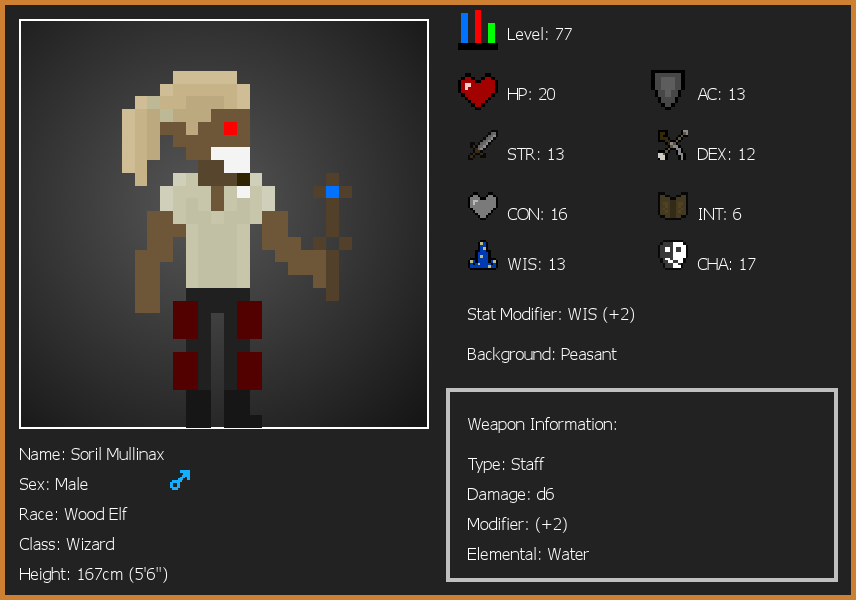 Level: 77
HP: 20
AC: 13
STR: 13
DEX: 12
CON: 16
INT: 6
WIS: 13
CHA: 17
Stat Modifier: WIS (+2)
Background: Peasant
Weapon Information:
Type: Staff
Damage: d6
Modifier: (+2)
Elemental: Water
Name: Soril Mullinax
Sex: Male
Race: Wood Elf
Class: Wizard
Height: 167cm (5'6")